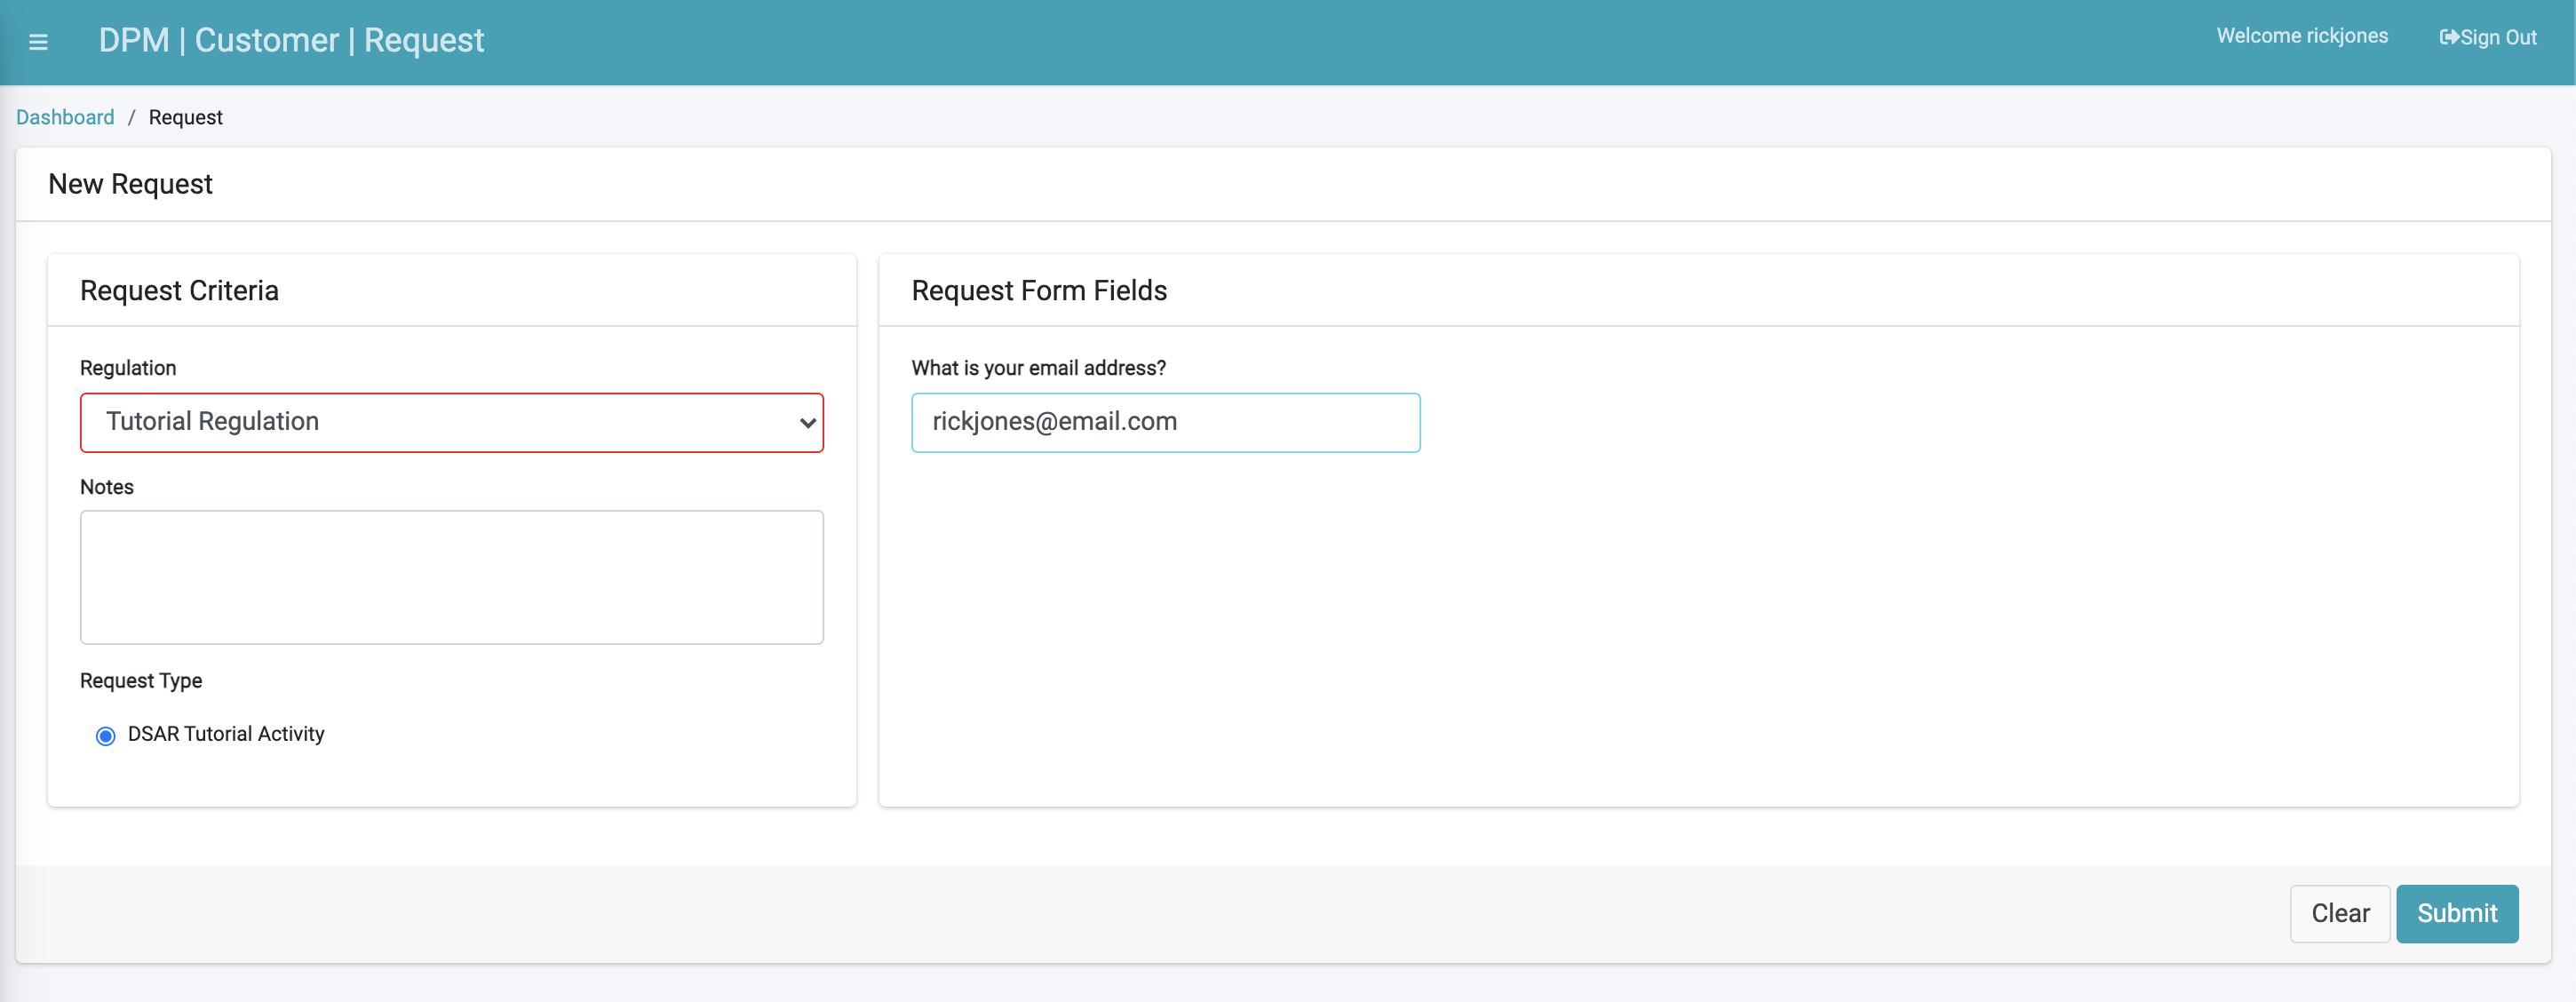 DPM | Customer | Request
Welcome rickjones
Sign Out
Dashboard / Request
New Request
Request Criteria
Regulation
Tutorial Regulation
Notes
Request Type
DSAR Tutorial Activity
Request Form Fields
What is your email address?
rickjones@email.com
Clear
Submit